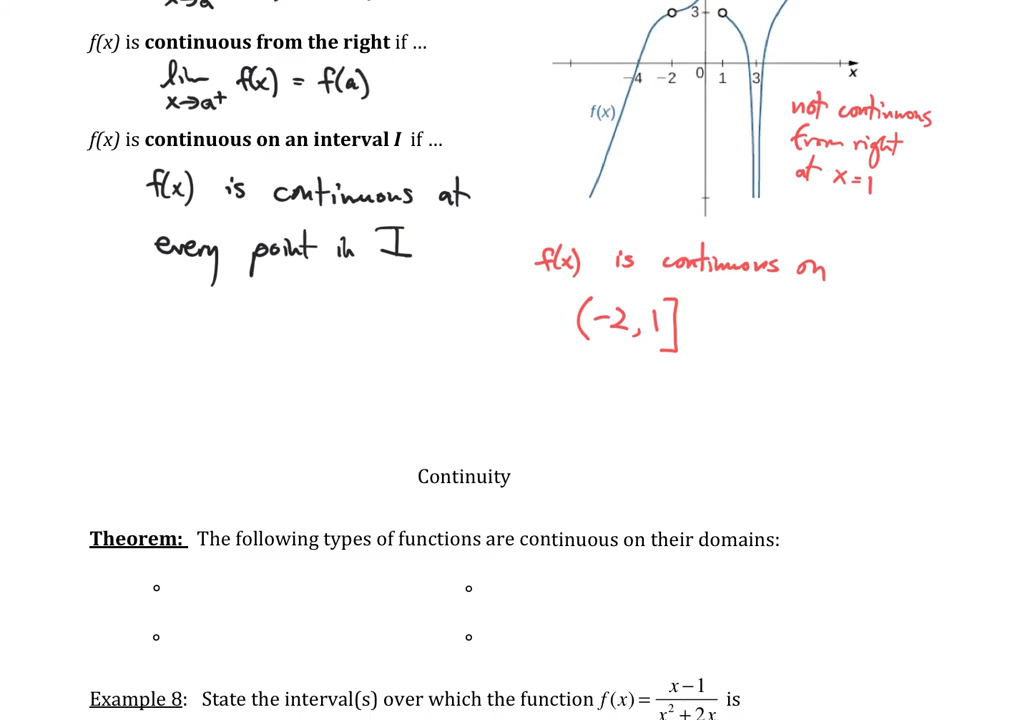 x→a
f(x) is continuous from the right if ...
lim f(x) = f(a)
x→a⁺
f(x) is continuous on an interval I if ...
f(x) is continuous at
every point in I
3
-4 -2 0 1 3 x
f(x)
not continuous
from right
at x=1
f(x) is continuous on
(-2, 1]
Continuity
Theorem: The following types of functions are continuous on their domains:
Example 8: State the interval(s) over which the function f(x) = x-1 / x² + 2x is